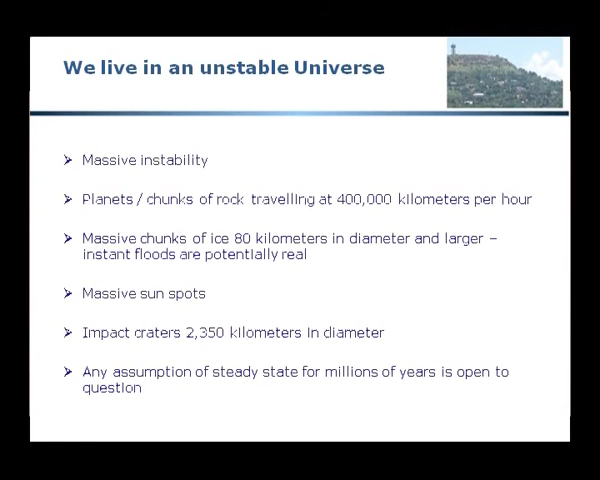 We live in an unstable Universe
Massive instability
Planets / chunks of rock travelling at 400,000 kilometers per hour
Massive chunks of ice 80 kilometers in diameter and larger –
instant floods are potentially real
Massive sun spots
Impact craters 2,350 kilometers in diameter
Any assumption of steady state for millions of years is open to
question